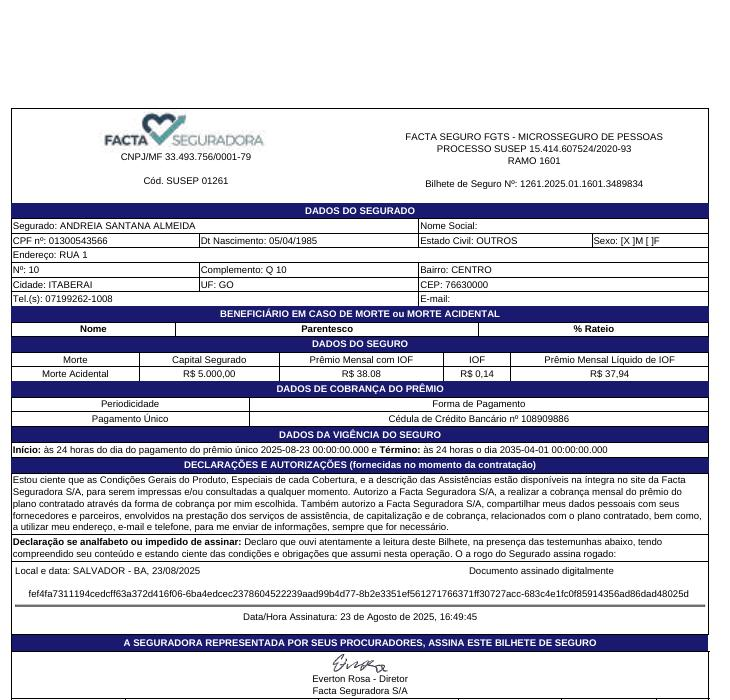 FACTA SEGURADORA
CNPJ/MF 33.493.756/0001-79
Cód. SUSEP 01261
FACTA SEGURO FGTS - MICROSSEGURO DE PESSOAS
PROCESSO SUSEP 15.414.607524/2020-93
RAMO 1601
Bilhete de Seguro Nº: 1261.2025.01.1601.3489834
DADOS DO SEGURADO
Segurado: ANDREIA SANTANA ALMEIDA Nome Social:
CPF nº: 01300543566 Dt Nascimento: 05/04/1985 Estado Civil: OUTROS Sexo: [X ]M [ ]F
Endereço: RUA 1
Nº: 10 Complemento: Q 10 Bairro: CENTRO
Cidade: ITABERAI UF: GO CEP: 76630000
Tel.(s): 07199262-1008 E-mail:
BENEFICIÁRIO EM CASO DE MORTE ou MORTE ACIDENTAL
Nome Parentesco % Rateio
DADOS DO SEGURO
Morte Capital Segurado Prêmio Mensal com IOF IOF Prêmio Mensal Líquido de IOF
Morte Acidental R$ 5.000,00 R$ 38.08 R$ 0,14 R$ 37,94
DADOS DE COBRANÇA DO PRÊMIO
Periodicidade Forma de Pagamento
Pagamento Único Cédula de Crédito Bancário nº 108909886
DADOS DA VIGÊNCIA DO SEGURO
Início: às 24 horas do dia do pagamento do prêmio único 2025-08-23 00:00:00.000 e Término: às 24 horas o dia 2035-04-01 00:00:00.000
DECLARAÇÕES E AUTORIZAÇÕES (fornecidas no momento da contratação)
Estou ciente que as Condições Gerais do Produto, Especiais de cada Cobertura, e a descrição das Assistências estão disponíveis na íntegra no site da Facta
Seguradora S/A, para serem impressas e/ou consultadas a qualquer momento. Autorizo a Facta Seguradora S/A, a realizar a cobrança mensal do prêmio do
plano contratado através da forma de cobrança por mim escolhida. Também autorizo a Facta Seguradora S/A, compartilhar meus dados pessoais com seus
fornecedores e parceiros, envolvidos na prestação dos serviços de assistência, de capitalização e de cobrança, relacionados com o plano contratado, bem como,
a utilizar meu endereço, e-mail e telefone, para me enviar de informações, sempre que for necessário.
Declaração se analfabeto ou impedido de assinar: Declaro que ouvi atentamente a leitura deste Bilhete, na presença das testemunhas abaixo, tendo
compreendido seu conteúdo e estando ciente das condições e obrigações que assumi nesta operação. O a rogo do Segurado assina rogado:
Local e data: SALVADOR - BA, 23/08/2025 Documento assinado digitalmente
fef4fa7311194cedcff63a372d416f06-6ba4edcec2378604522239aad99b4d77-8b2e3351ef561271766371ff30727acc-683c4e1fc0f85914356ad86dad48025d
Data/Hora Assinatura: 23 de Agosto de 2025, 16:49:45
A SEGURADORA REPRESENTADA POR SEUS PROCURADORES, ASSINA ESTE BILHETE DE SEGURO
Everton Rosa - Diretor
Facta Seguradora S/A